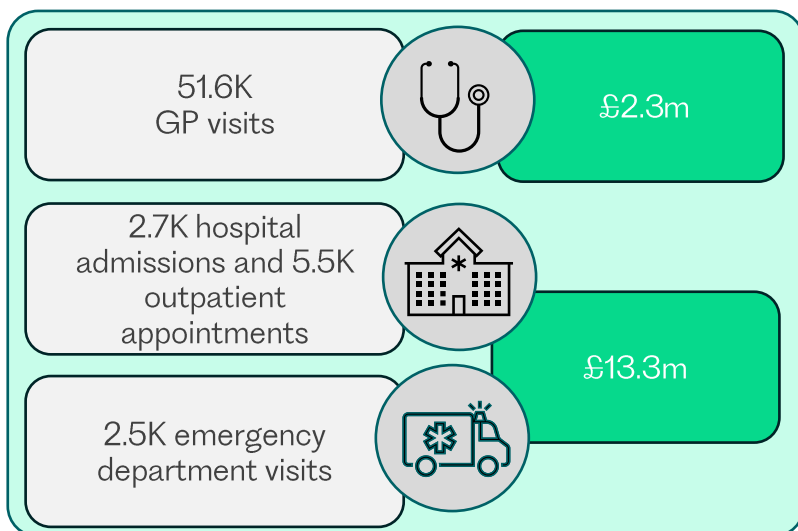 51.6K
GP visits
£2.3m
2.7K hospital
admissions and 5.5K
outpatient
appointments
£13.3m
2.5K emergency
department visits